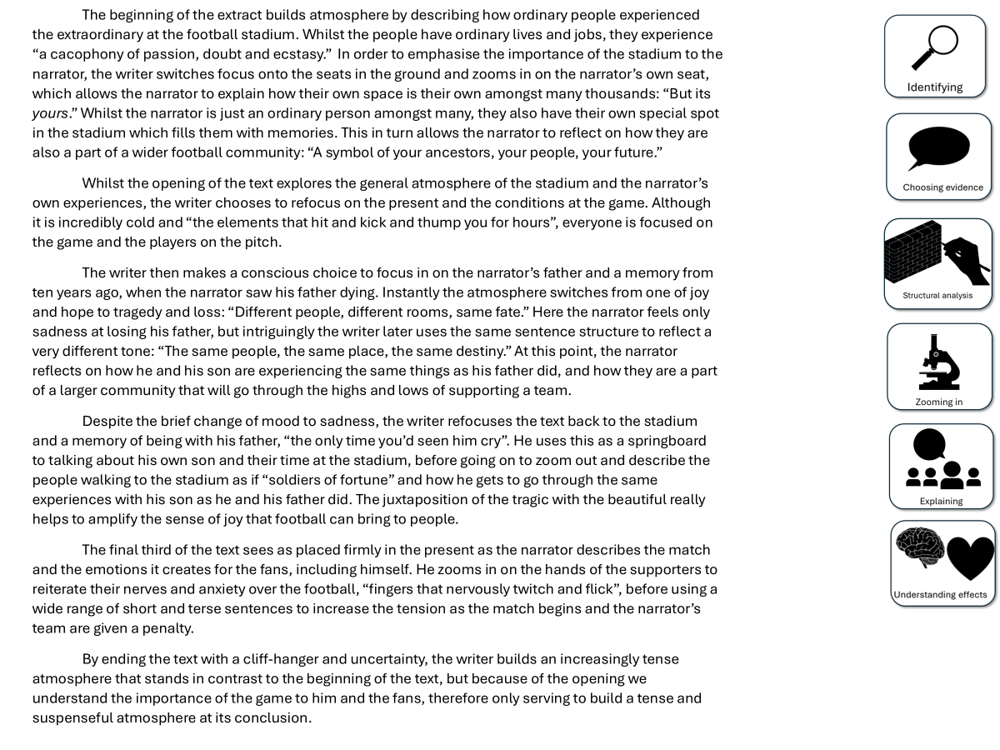 The beginning of the extract builds atmosphere by describing how ordinary people experienced
the extraordinary at the football stadium. Whilst the people have ordinary lives and jobs, they experience
“a cacophony of passion, doubt and ecstasy.” In order to emphasise the importance of the stadium to the
narrator, the writer switches focus onto the seats in the ground and zooms in on the narrator’s own seat,
which allows the narrator to explain how their own space is their own amongst many thousands: “But its
yours.” Whilst the narrator is just an ordinary person amongst many, they also have their own special spot
in the stadium which fills them with memories. This in turn allows the narrator to reflect on how they are
also a part of a wider football community: “A symbol of your ancestors, your people, your future.”
Whilst the opening of the text explores the general atmosphere of the stadium and the narrator’s
own experiences, the writer chooses to refocus on the present and the conditions at the game. Although
it is incredibly cold and “the elements that hit and kick and thump you for hours”, everyone is focused on
the game and the players on the pitch.
The writer then makes a conscious choice to focus in on the narrator’s father and a memory from
ten years ago, when the narrator saw his father dying. Instantly the atmosphere switches from one of joy
and hope to tragedy and loss: “Different people, different rooms, same fate.” Here the narrator feels only
sadness at losing his father, but intriguingly the writer later uses the same sentence structure to reflect a
very different tone: “The same people, the same place, the same destiny.” At this point, the narrator
reflects on how he and his son are experiencing the same things as his father did, and how they are a part
of a larger community that will go through the highs and lows of supporting a team.
Despite the brief change of mood to sadness, the writer refocuses the text back to the stadium
and a memory of being with his father, “the only time you’d seen him cry”. He uses this as a springboard
to talking about his own son and their time at the stadium, before going on to zoom out and describe the
people walking to the stadium as if “soldiers of fortune” and how he gets to go through the same
experiences with his son as he and his father did. The juxtaposition of the tragic with the beautiful really
helps to amplify the sense of joy that football can bring to people.
The final third of the text sees as placed firmly in the present as the narrator describes the match
and the emotions it creates for the fans, including himself. He zooms in on the hands of the supporters to
reiterate their nerves and anxiety over the football, “fingers that nervously twitch and flick”, before using a
wide range of short and terse sentences to increase the tension as the match begins and the narrator’s
team are given a penalty.
By ending the text with a cliff-hanger and uncertainty, the writer builds an increasingly tense
atmosphere that stands in contrast to the beginning of the text, but because of the opening we
understand the importance of the game to him and the fans, therefore only serving to build a tense and
suspenseful atmosphere at its conclusion.
Identifying
Choosing evidence
Structural analysis
Zooming in
Explaining
Understanding effects